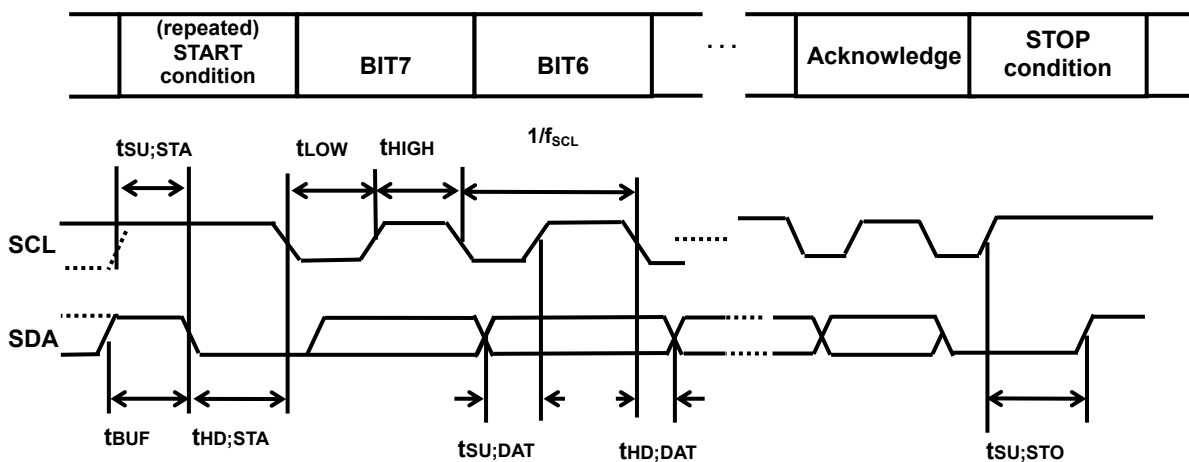 (repeated)
START
condition
BIT7
BIT6
...
Acknowledge
STOP
condition
tSU;STA
tLOW
tHIGH
1/fSCL
SCL
SDA
tBUF
tHD;STA
tSU;DAT
tHD;DAT
tSU;STO